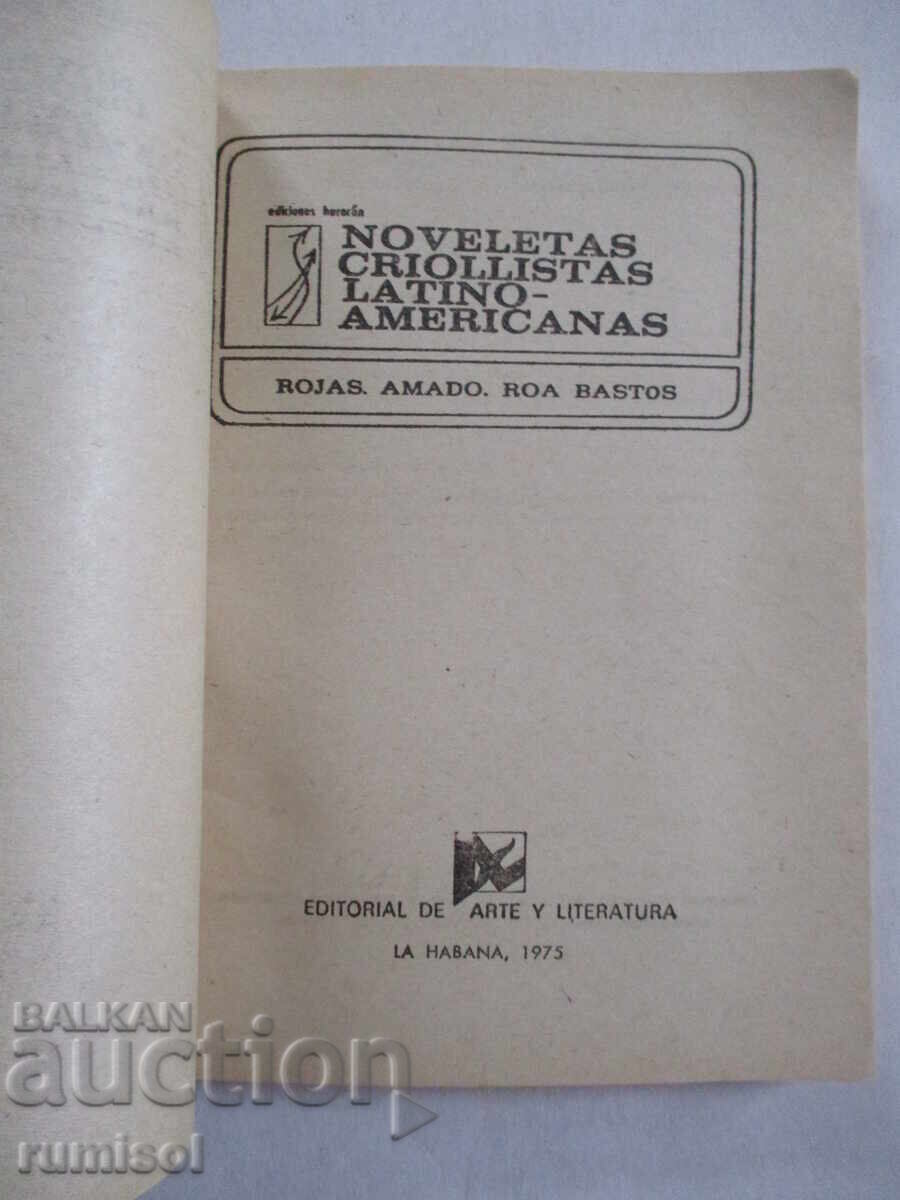 ediciones huracán
NOVELETAS
CRIOLLISTAS
LATINO-
AMERICANAS
ROJAS. AMADO. ROA BASTOS
EDITORIAL DE ARTE Y LITERATURA
LA HABANA, 1975
BALKAN
auction
rumisol